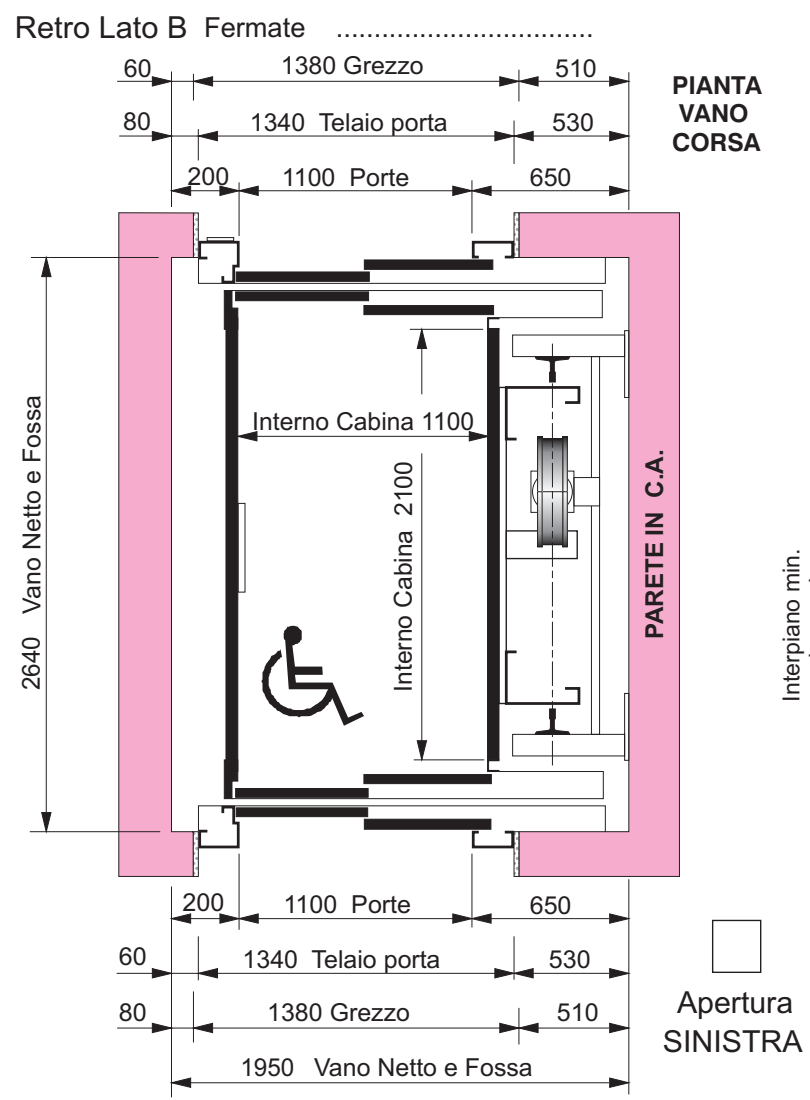 Retro Lato B Fermate ..................................
60 1380 Grezzo 510
PIANTA
VANO
CORSA
80 1340 Telaio porta 530
200 1100 Porte 650
2640 Vano Netto e Fossa
Interno Cabina 1100
Interno Cabina 2100
PARETE IN C.A.
Interpiano min.
200 1100 Porte 650
60 1340 Telaio porta 530
80 1380 Grezzo 510
1950 Vano Netto e Fossa
Apertura
SINISTRA